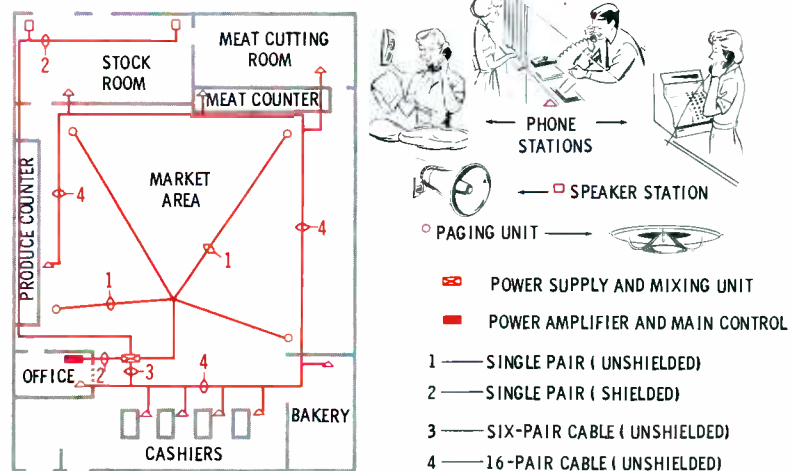 MEAT CUTTING
ROOM
2
STOCK
ROOM
MEAT COUNTER
MARKET
AREA
4
4
1
PRODUCE COUNTER
1
OFFICE
2
3
4
BAKERY
CASHIERS
PHONE
STATIONS
SPEAKER STATION
PAGING UNIT
POWER SUPPLY AND MIXING UNIT
POWER AMPLIFIER AND MAIN CONTROL
1 SINGLE PAIR ( UNSHIELDED)
2 SINGLE PAIR ( SHIELDED)
3 SIX-PAIR CABLE ( UNSHIELDED)
4 16-PAIR CABLE ( UNSHIELDED)